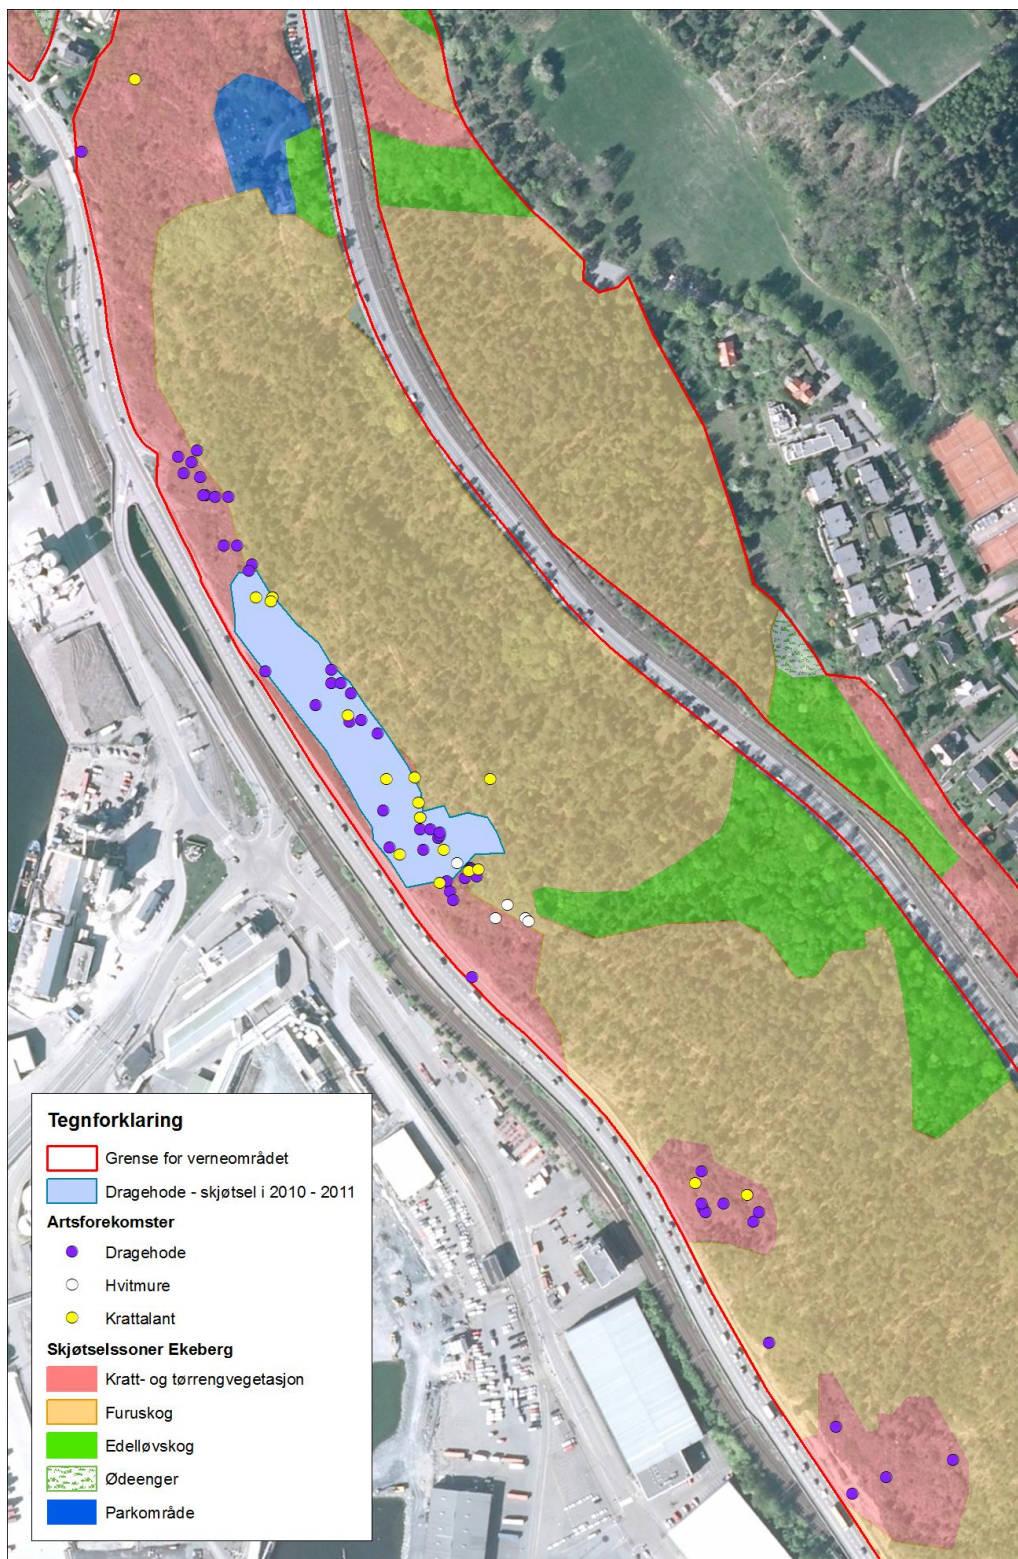 Tegnforklaring
Grense for verneområdet
Dragehode - skjøtsel i 2010 - 2011
Artsforekomster
Dragehode
Hvitmure
Krattalant
Skjøtselssoner Ekeberg
Kratt- og tørrengvegetasjon
Furuskog
Edelløvskog
Ødeenger
Parkområde